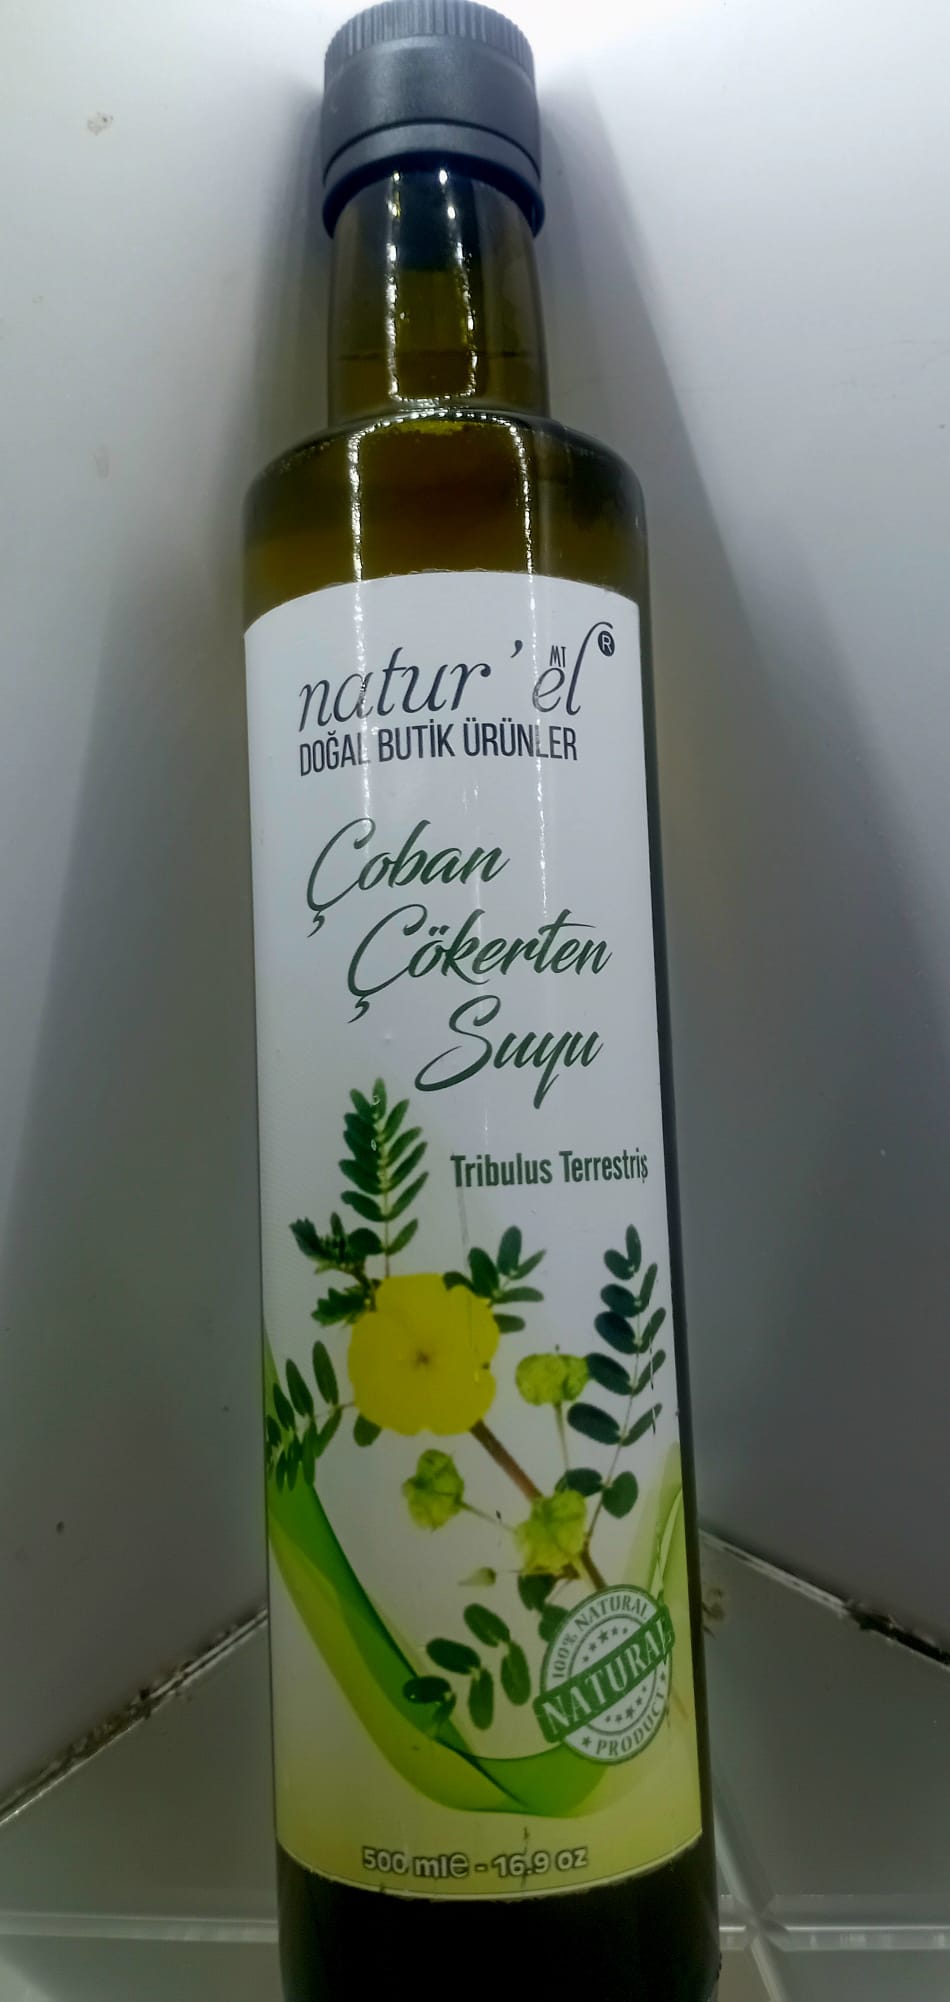 natur'el MT ®
DOĞAL BUTİK ÜRÜNLER
Çoban
Çökerten
Suyu
Tribulus Terrestriş
100% NATURAL
NATURAL
PRODUCT
500 mle - 16.9 oz